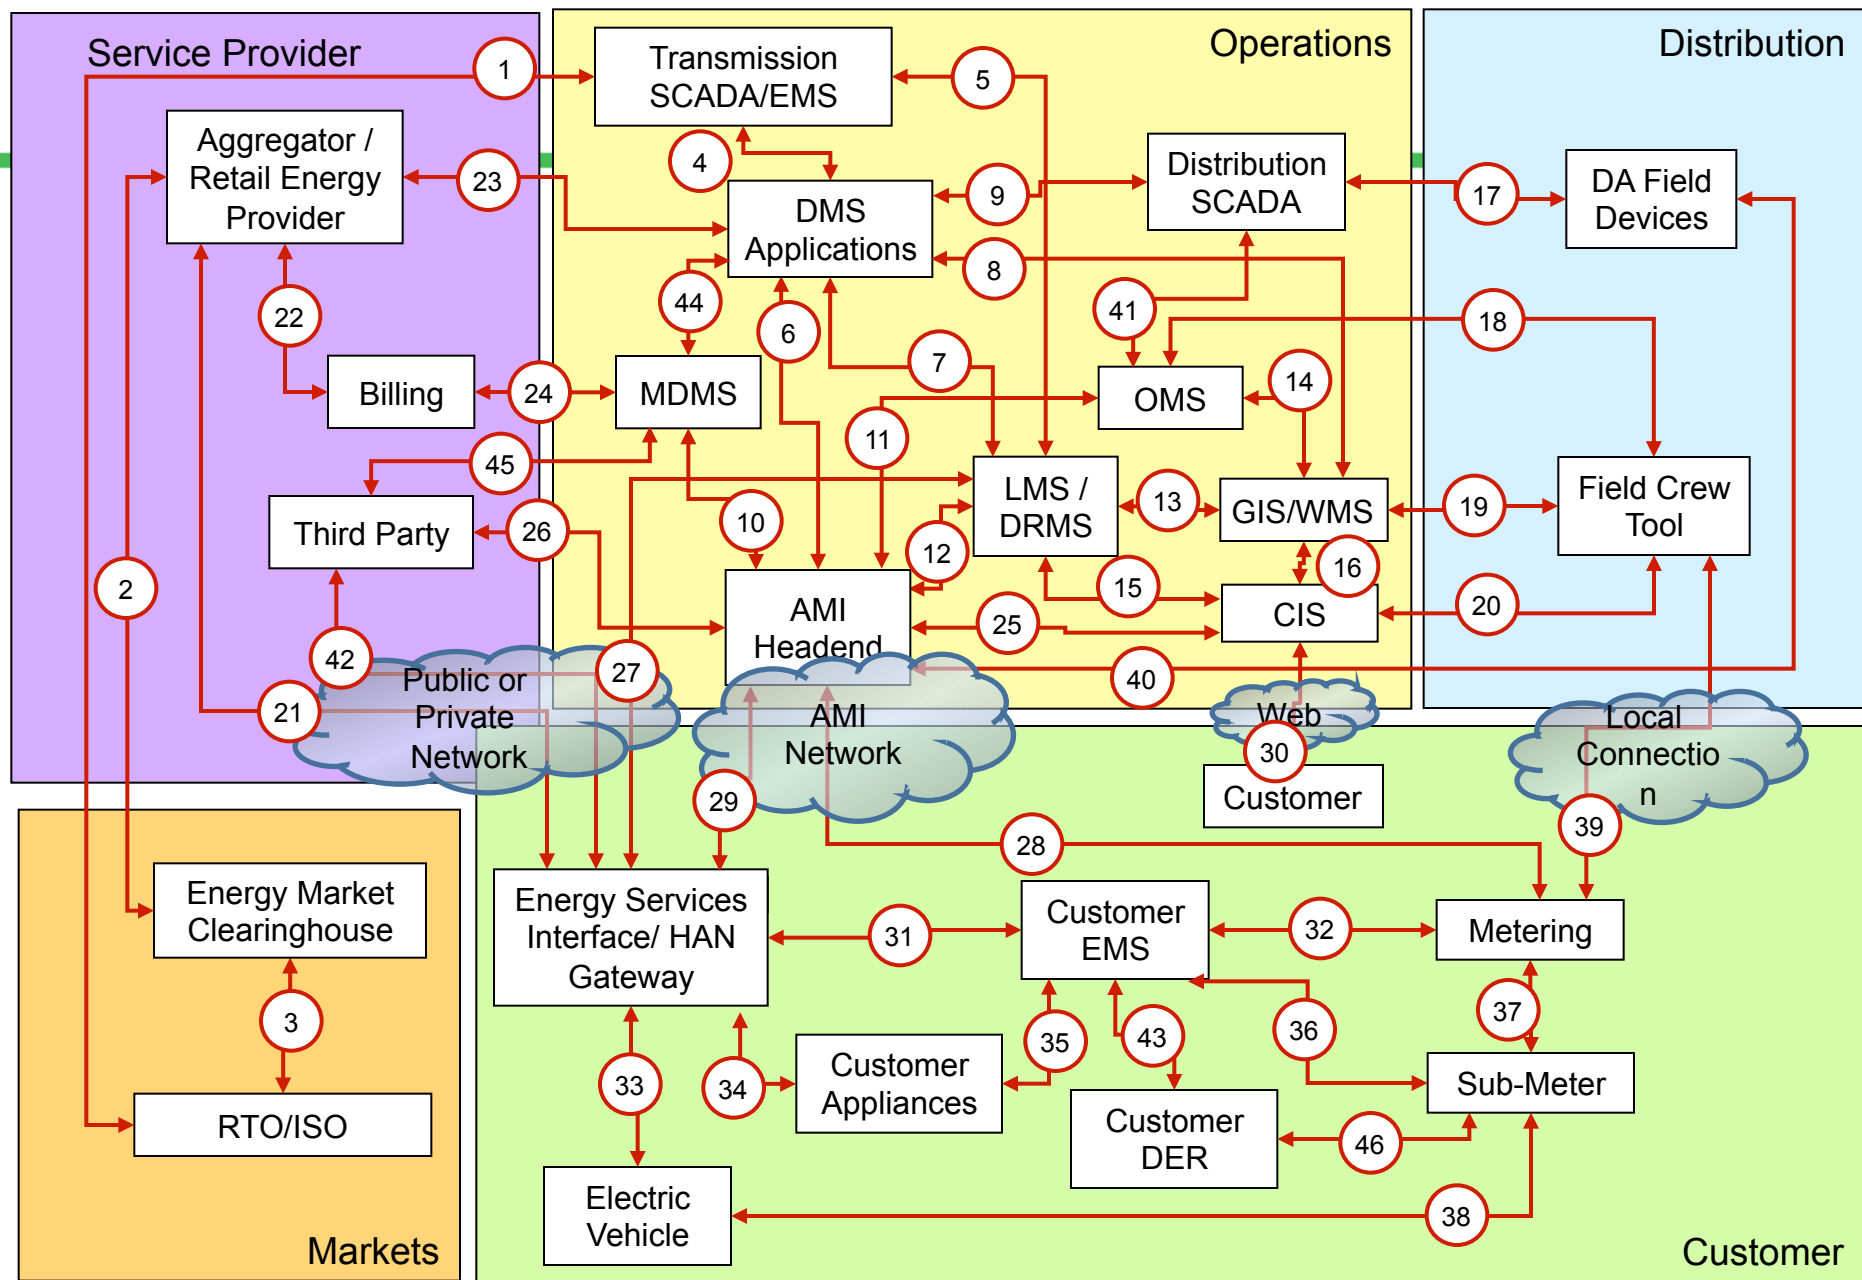 Service Provider
Operations
Distribution
1
Transmission
SCADA/EMS
5
Aggregator /
Retail Energy
Provider
23
4
DMS
Applications
9
Distribution
SCADA
17
DA Field
Devices
8
22
44
6
41
18
7
Billing
24
MDMS
OMS
14
11
45
Third Party
26
10
12
LMS /
DRMS
13
GIS/WMS
19
Field Crew
Tool
2
15
16
AMI
Headend
25
CIS
20
42
27
40
21
Public or
Private
Network
AMI
Network
Web
30
Customer
Local
Connectio
n
29
28
39
Energy Market
Clearinghouse
Energy Services
Interface/ HAN
Gateway
31
Customer
EMS
32
Metering
3
33
34
Customer
Appliances
35
43
36
37
Sub-Meter
RTO/ISO
Customer
DER
46
Electric
Vehicle
38
Markets
Customer